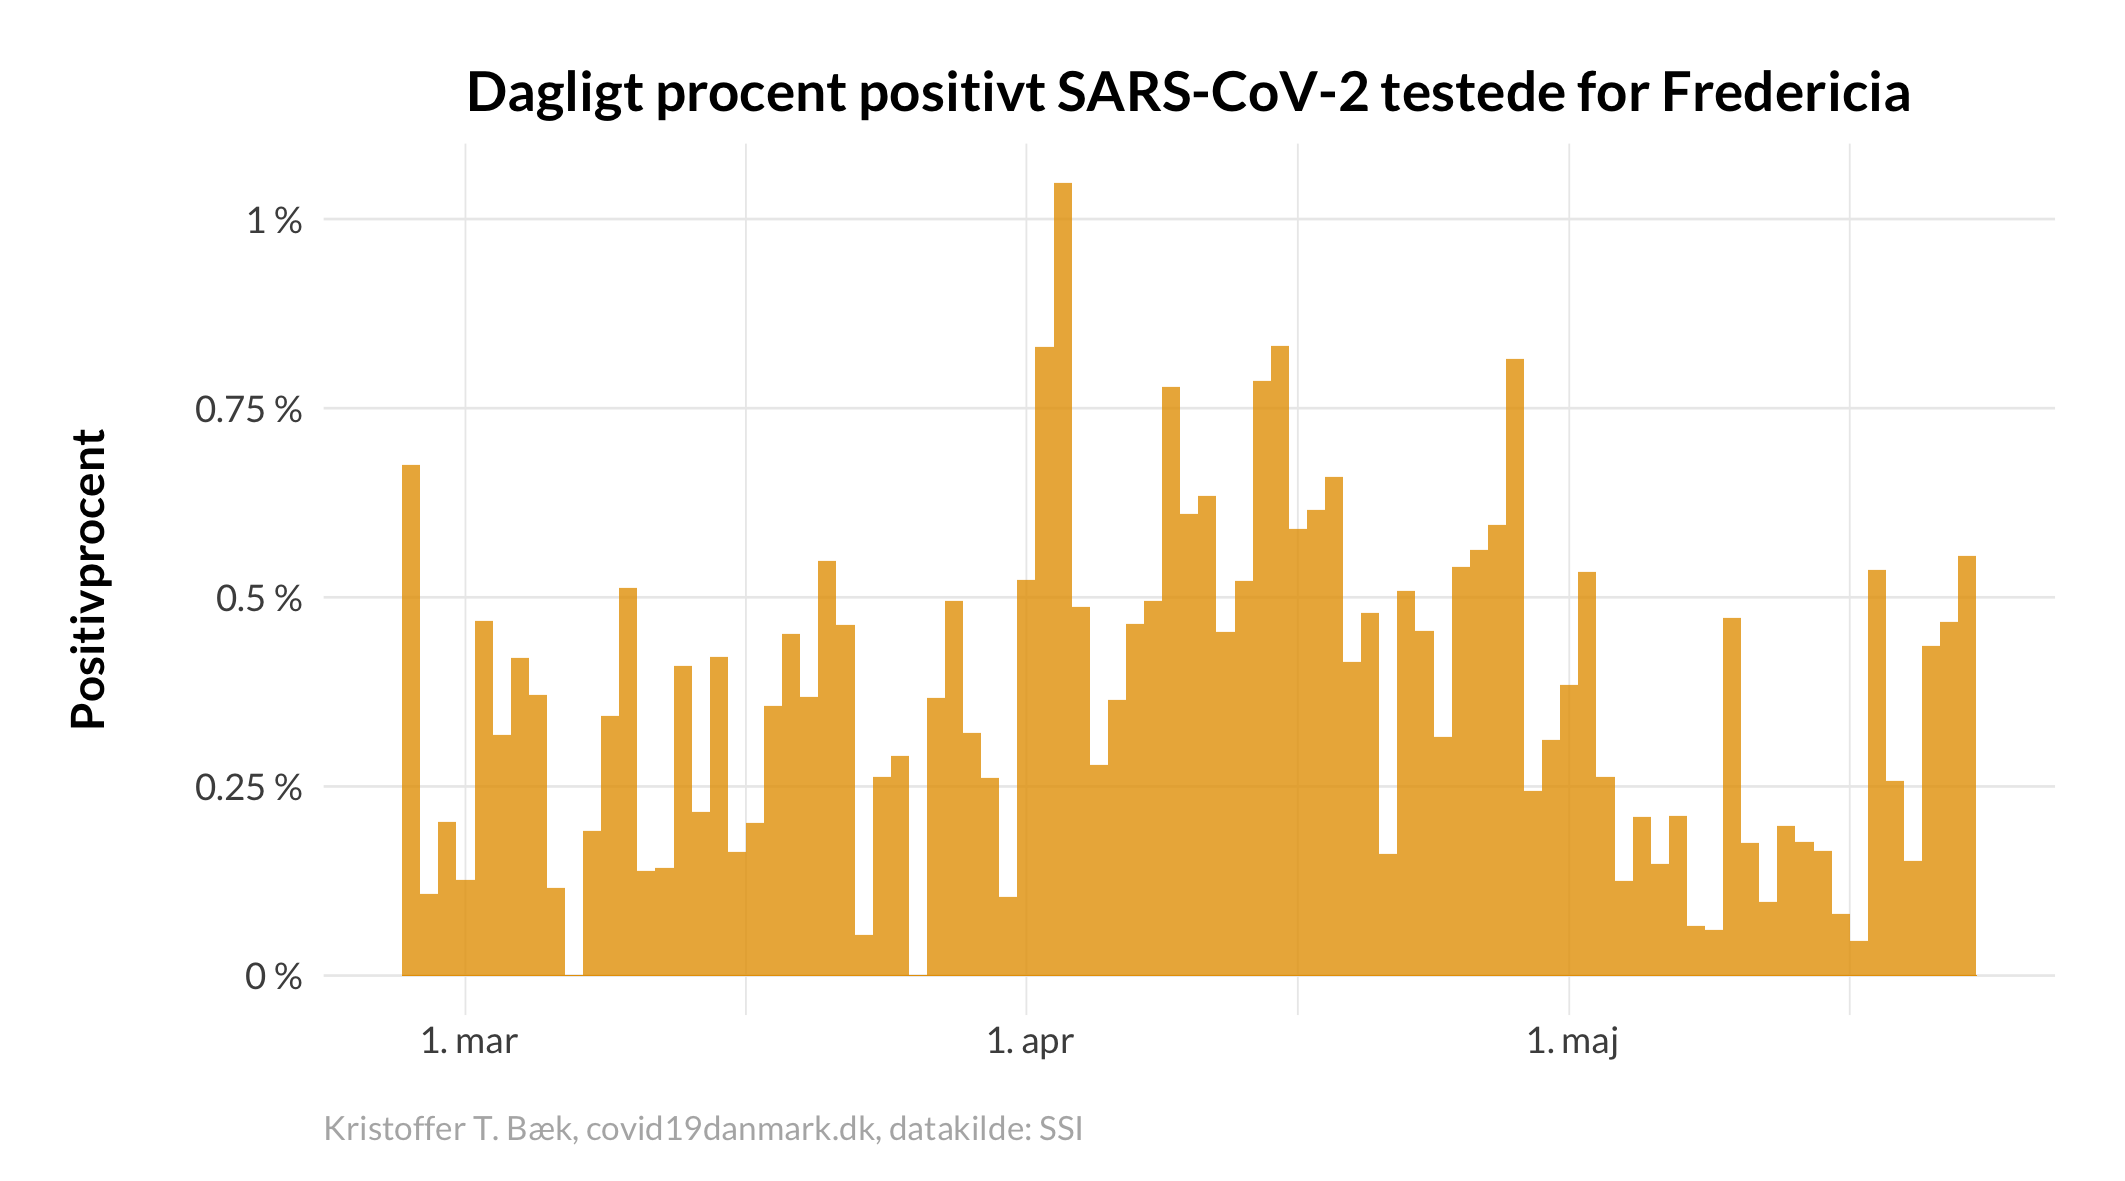 Dagligt procent positivt SARS-CoV-2 testede for Fredericia
Positivprocent
1 %
0.75 %
0.5 %
0.25 %
0 %
1. mar
1. apr
1. maj
Kristoffer T. Bæk, covid19danmark.dk, datakilde: SSI